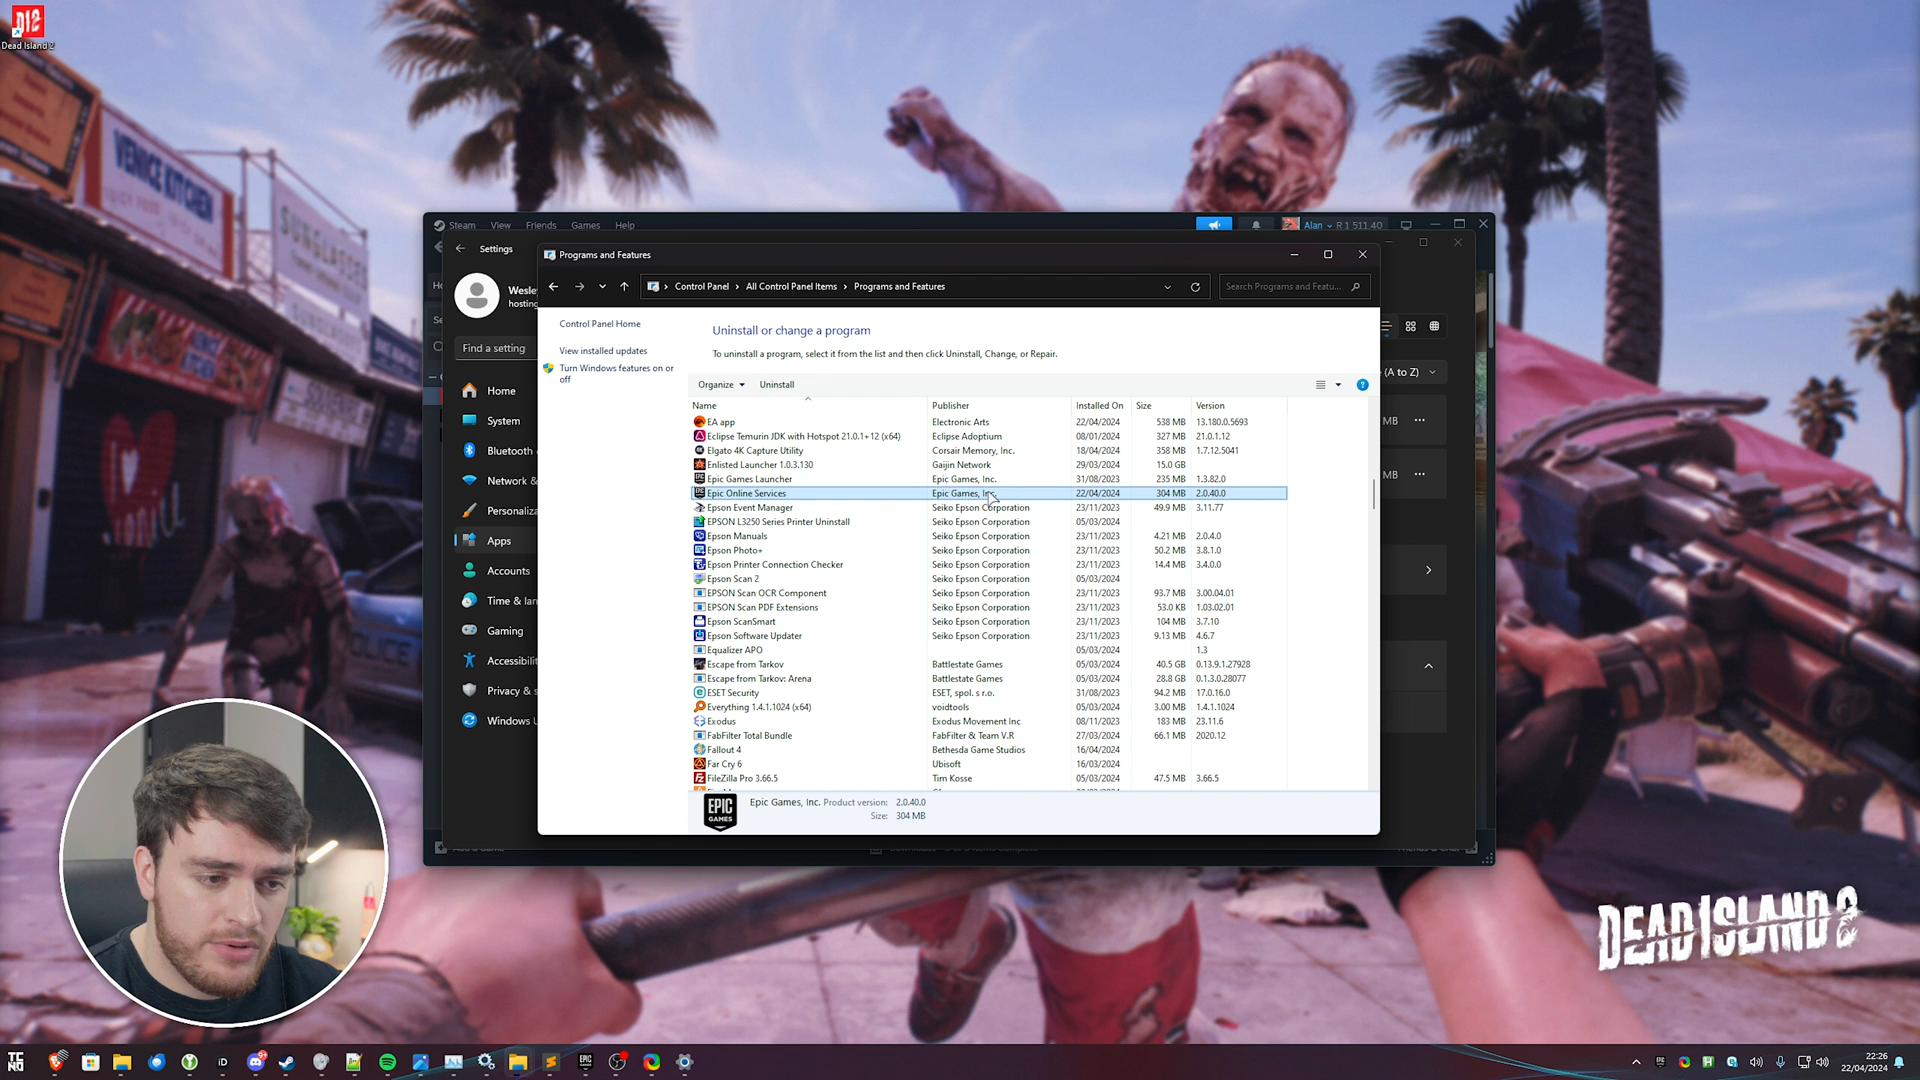 Dead Island 2
VENICE KITCHEN
SUNGLASSES
POLICE
Steam View Friends Games Help
Alan R 1 511.40
Settings
Programs and Features
Wesle
hosting
Control Panel > All Control Panel Items > Programs and Features
Search Programs and Featu...
Find a setting
Home
System
Bluetooth
Network &
Personaliza
Apps
Accounts
Time & lan
Gaming
Accessibilit
Privacy & s
Windows U
Control Panel Home
View installed updates
Turn Windows features on or
off
Uninstall or change a program
To uninstall a program, select it from the list and then click Uninstall, Change, or Repair.
Organize Uninstall
(A to Z)
MB
MB
Name Publisher Installed On Size Version
EA app Electronic Arts 22/04/2024 538 MB 13.180.0.5693
Eclipse Temurin JDK with Hotspot 21.0.1+12 (x64) Eclipse Adoptium 08/01/2024 327 MB 21.0.1.12
Elgato 4K Capture Utility Corsair Memory, Inc. 18/04/2024 358 MB 1.7.12.5041
Enlisted Launcher 1.0.3.130 Gaijin Network 29/03/2024 15.0 GB
Epic Games Launcher Epic Games, Inc. 31/08/2023 235 MB 1.3.82.0
Epic Online Services Epic Games, Inc. 22/04/2024 304 MB 2.0.40.0
Epson Event Manager Seiko Epson Corporation 23/11/2023 49.9 MB 3.11.77
EPSON L3250 Series Printer Uninstall Seiko Epson Corporation 05/03/2024
Epson Manuals Seiko Epson Corporation 23/11/2023 4.21 MB 2.0.4.0
Epson Photo+ Seiko Epson Corporation 23/11/2023 50.2 MB 3.8.1.0
Epson Printer Connection Checker Seiko Epson Corporation 23/11/2023 14.4 MB 3.4.0.0
Epson Scan 2 Seiko Epson Corporation 05/03/2024
EPSON Scan OCR Component Seiko Epson Corporation 23/11/2023 93.7 MB 3.00.04.01
EPSON Scan PDF Extensions Seiko Epson Corporation 23/11/2023 53.0 KB 1.03.02.01
Epson ScanSmart Seiko Epson Corporation 23/11/2023 104 MB 3.7.10
Epson Software Updater Seiko Epson Corporation 23/11/2023 9.13 MB 4.6.7
Equalizer APO 05/03/2024 1.3
Escape from Tarkov Battlestate Games 05/03/2024 40.5 GB 0.13.9.1.27928
Escape from Tarkov: Arena Battlestate Games 05/03/2024 28.8 GB 0.1.3.0.28077
ESET Security ESET, spol. s r.o. 31/08/2023 94.2 MB 17.0.16.0
Everything 1.4.1.1024 (x64) voidtools 05/03/2024 3.00 MB 1.4.1.1024
Exodus Exodus Movement Inc 08/11/2023 183 MB 23.11.6
FabFilter Total Bundle FabFilter & Team V.R 27/03/2024 66.1 MB 2020.12
Fallout 4 Bethesda Game Studios 16/04/2024
Far Cry 6 Ubisoft 16/03/2024
FileZilla Pro 3.66.5 Tim Kosse 05/03/2024 47.5 MB 3.66.5
EPIC GAMES
Epic Games, Inc. Product version: 2.0.40.0
Size: 304 MB
DEAD ISLAND 2
22:26
22/04/2024